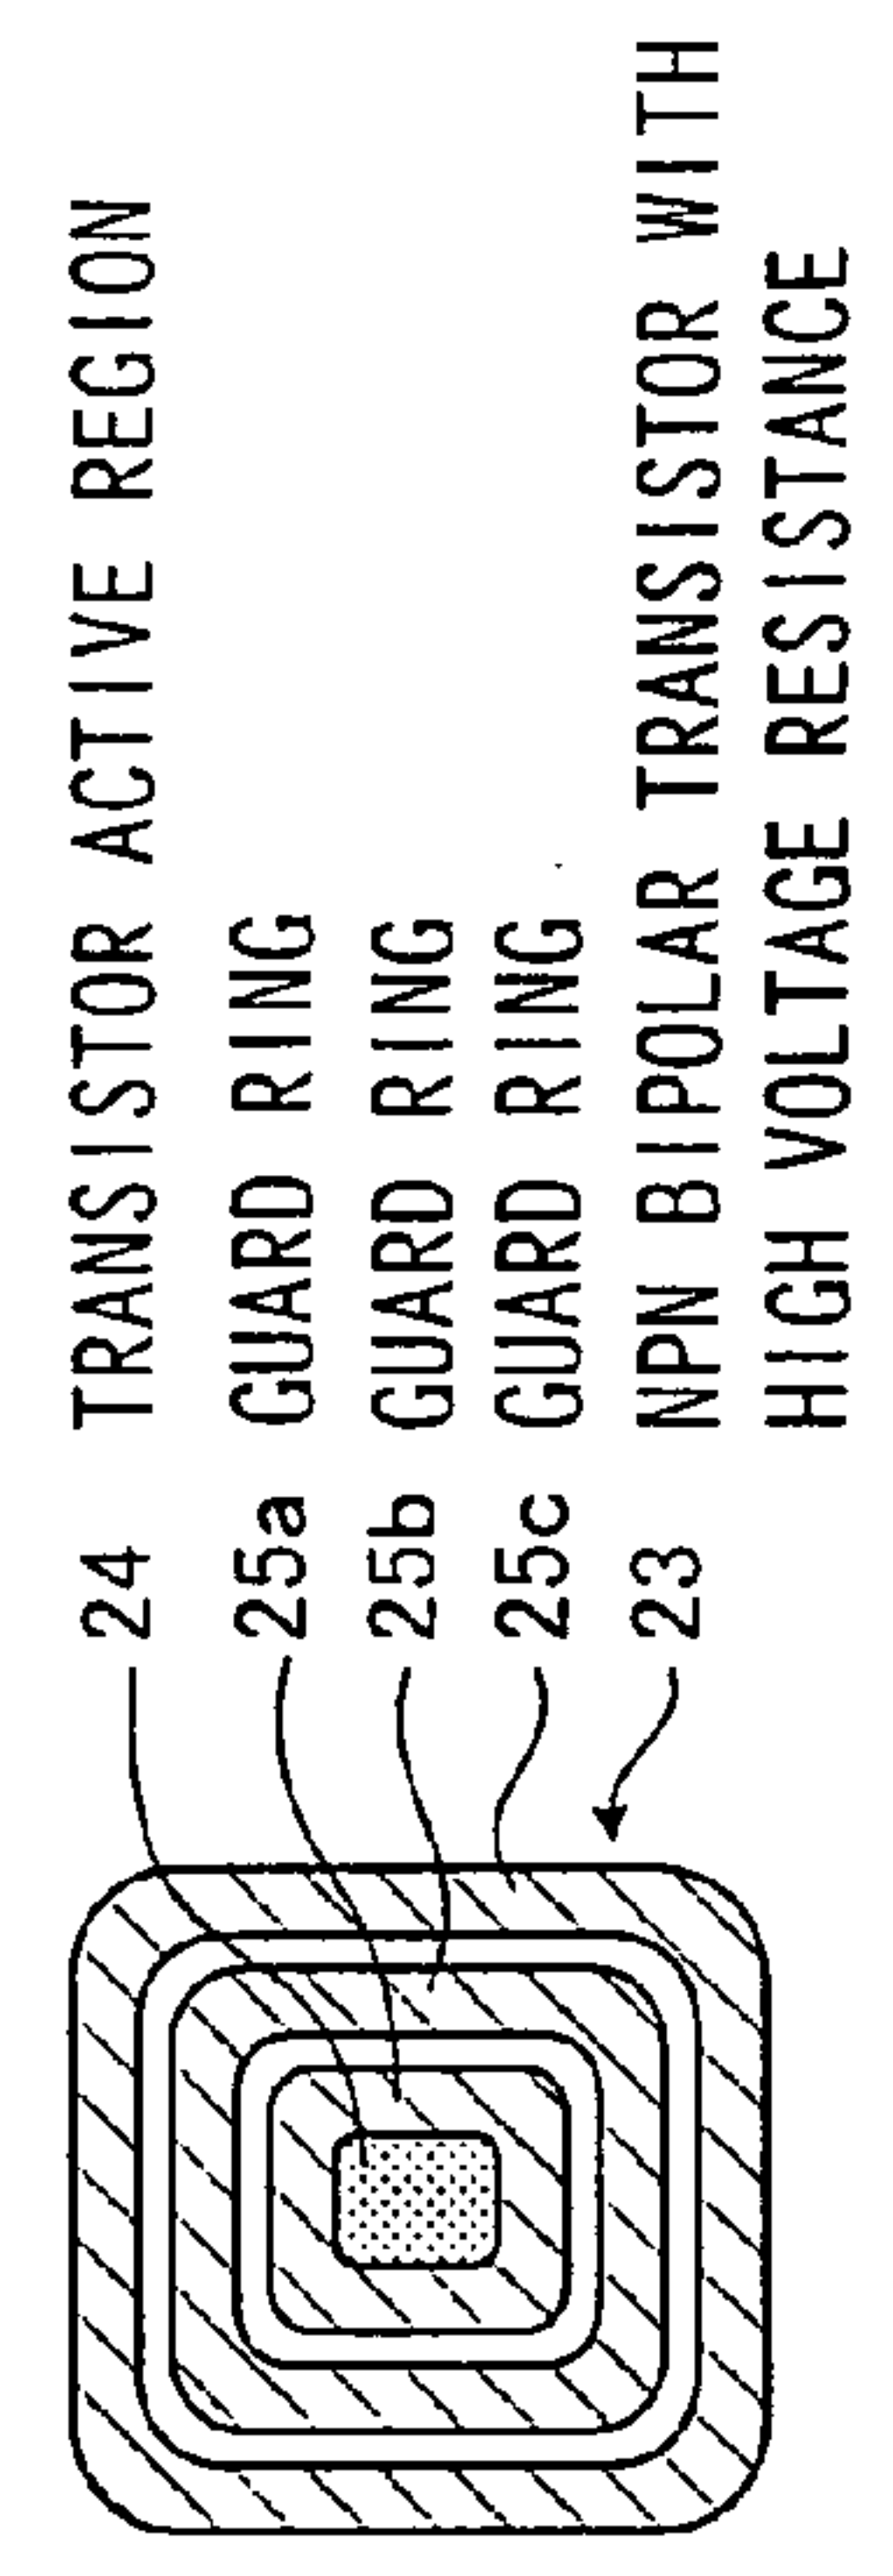 24 TRANSISTOR ACTIVE REGION
25a GUARD RING
25b GUARD RING
25c GUARD RING
23 NPN BIPOLAR TRANSISTOR WITH
HIGH VOLTAGE RESISTANCE